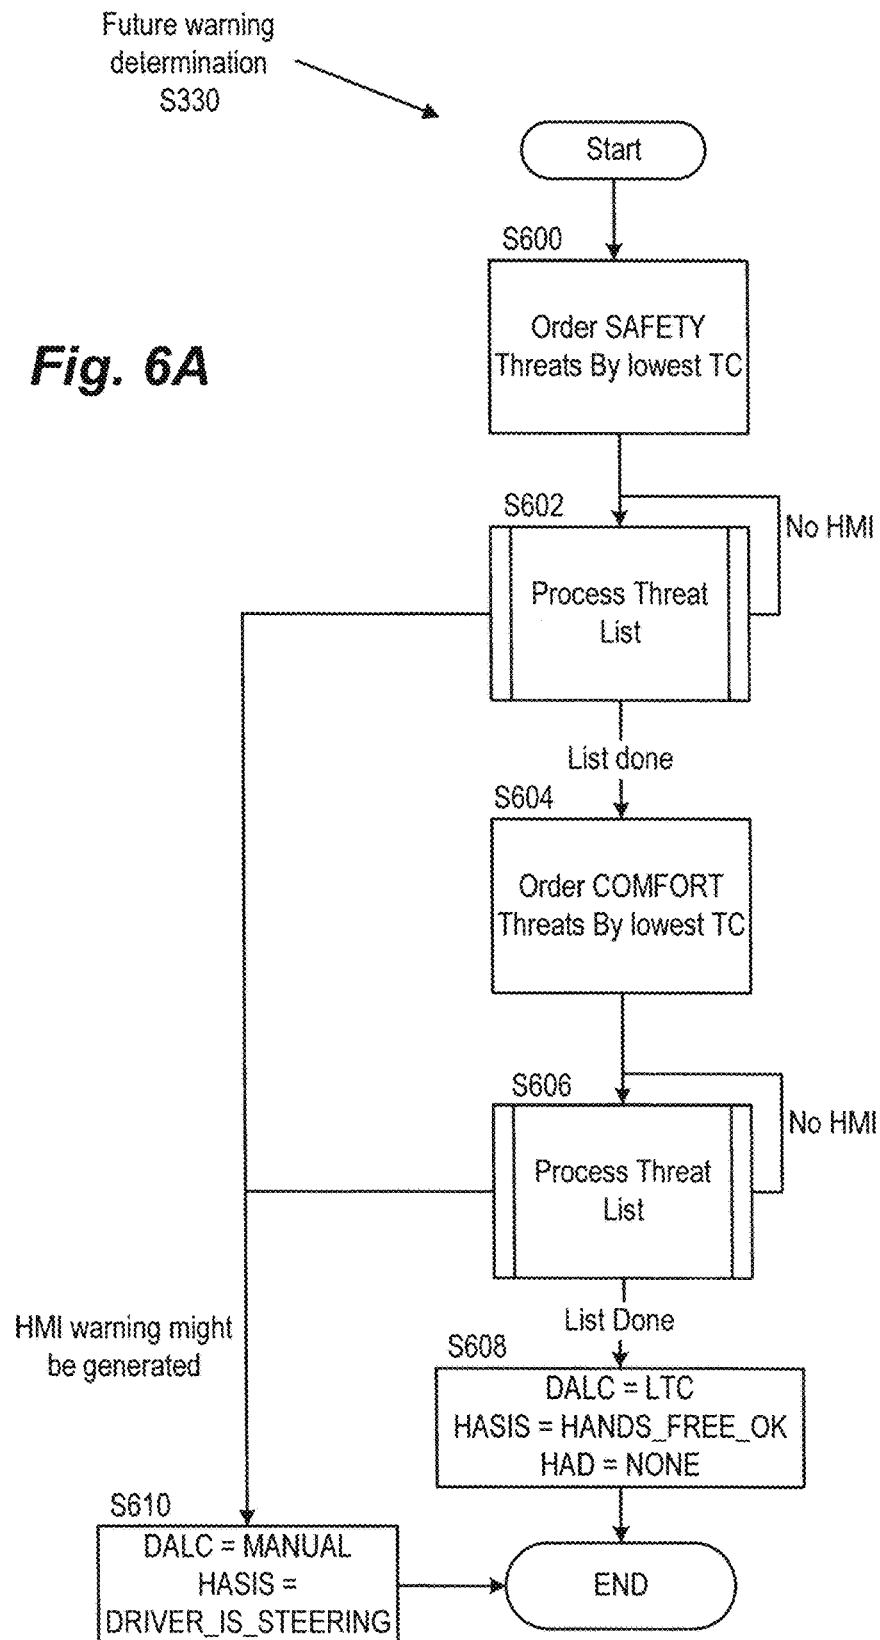 Future warning
determination
S330
Start
S600
Order SAFETY
Threats By lowest TC
Fig. 6A
S602
No HMI
Process Threat
List
List done
S604
Order COMFORT
Threats By lowest TC
S606
No HMI
Process Threat
List
HMI warning might
be generated
List Done
S608
DALC = LTC
HASIS = HANDS_FREE_OK
HAD = NONE
S610
DALC = MANUAL
HASIS =
DRIVER_IS_STEERING
END